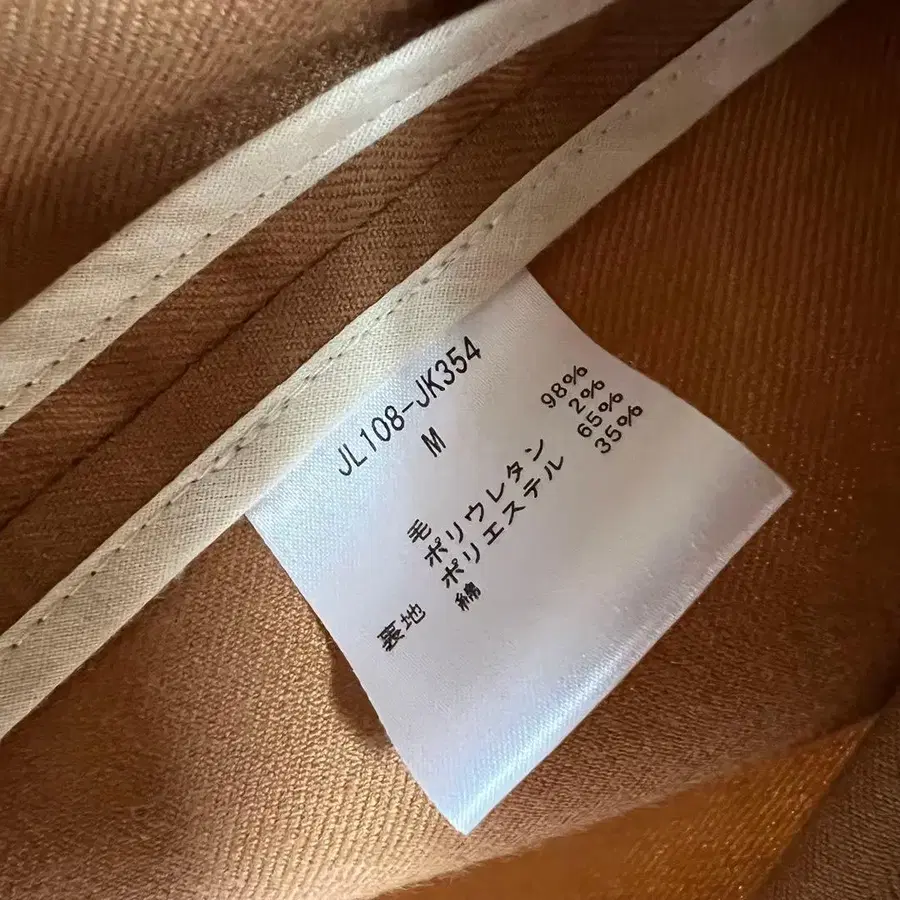 JL108-JK354
M
毛 98%
ポリウレタン 2%
ポリエステル 65%
裏地 綿 35%